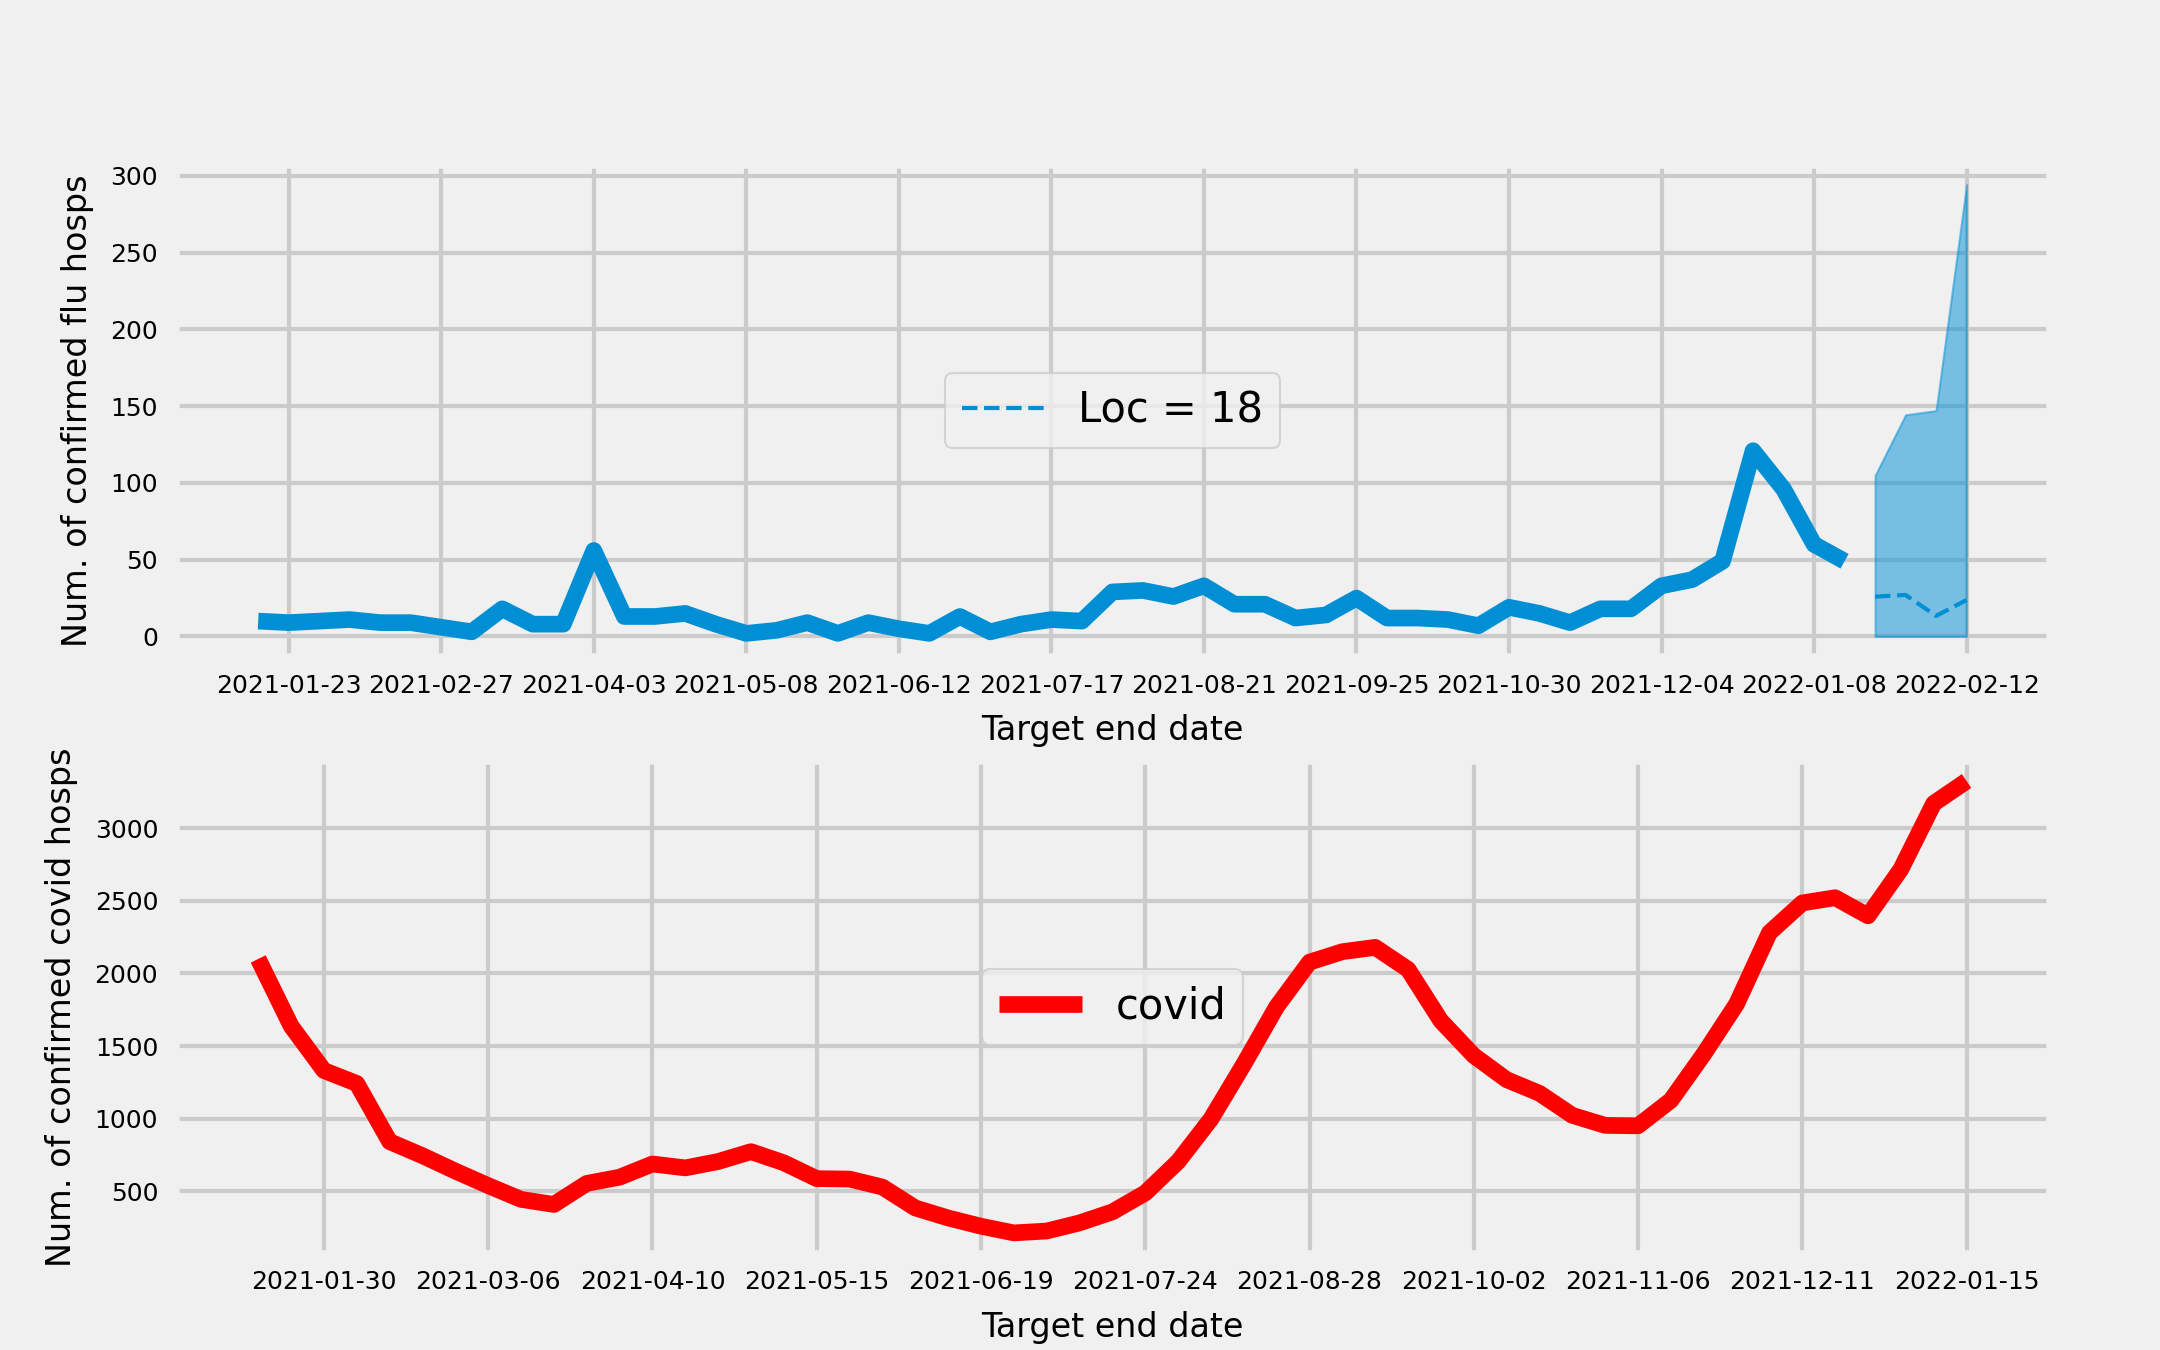 Num. of confirmed flu hosps
300
250
200
150
100
50
0
Loc = 18
2021-01-23 2021-02-27 2021-04-03 2021-05-08 2021-06-12 2021-07-17 2021-08-21 2021-09-25 2021-10-30 2021-12-04 2022-01-08 2022-02-12
Target end date
Num. of confirmed covid hosps
3000
2500
2000
1500
1000
500
covid
2021-01-30 2021-03-06 2021-04-10 2021-05-15 2021-06-19 2021-07-24 2021-08-28 2021-10-02 2021-11-06 2021-12-11 2022-01-15
Target end date